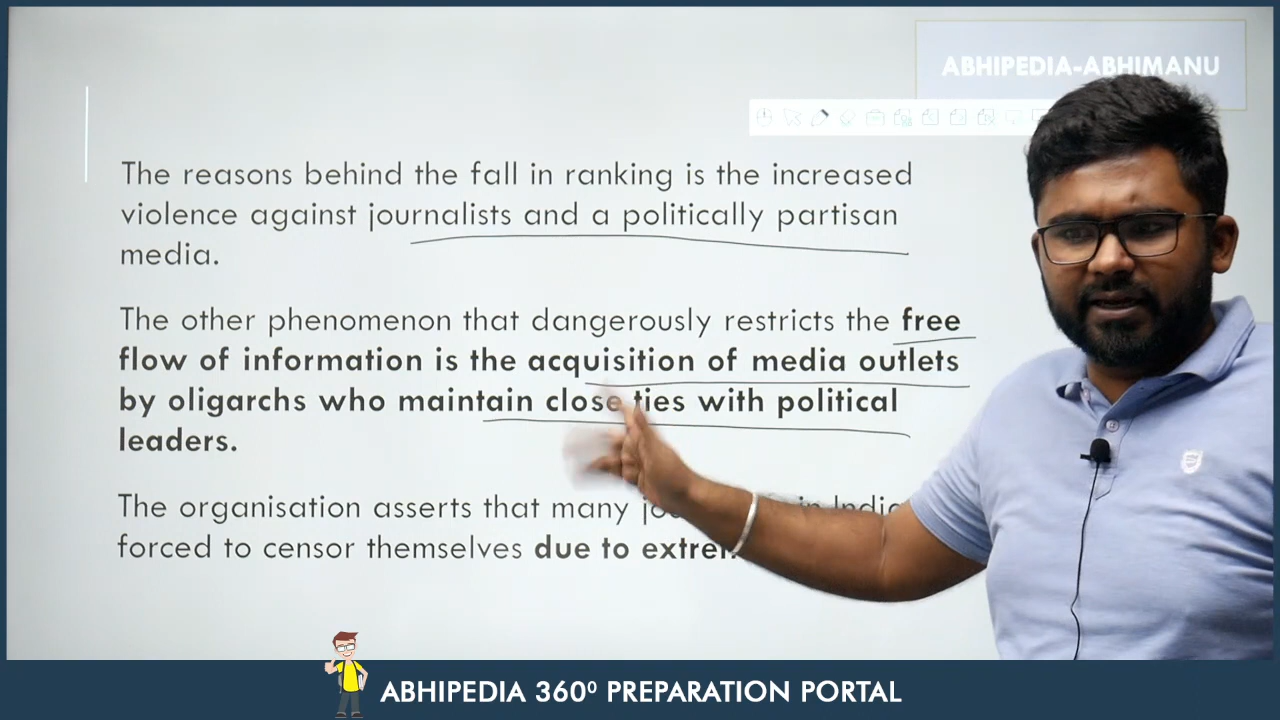 ABHIPEDIA-ABHIMANU
The reasons behind the fall in ranking is the increased
violence against journalists and a politically partisan
media.
The other phenomenon that dangerously restricts the free
flow of information is the acquisition of media outlets
by oligarchs who maintain close ties with political
leaders.
The organisation asserts that many in
forced to censor themselves due to
ABHIPEDIA 360⁰ PREPARATION PORTAL